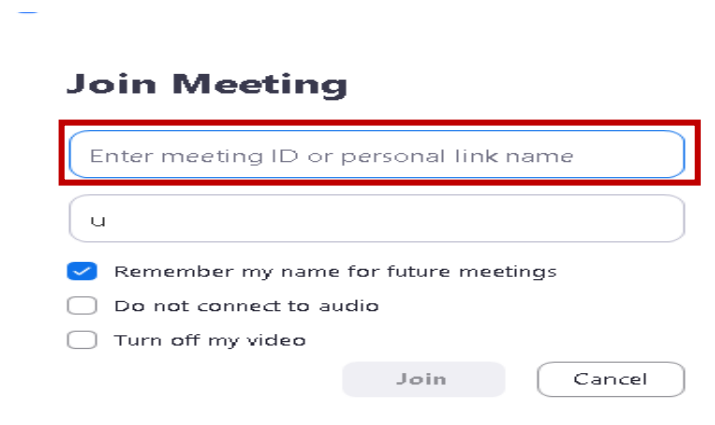 Join Meeting
Enter meeting ID or personal link name
u
Remember my name for future meetings
Do not connect to audio
Turn off my video
Join
Cancel